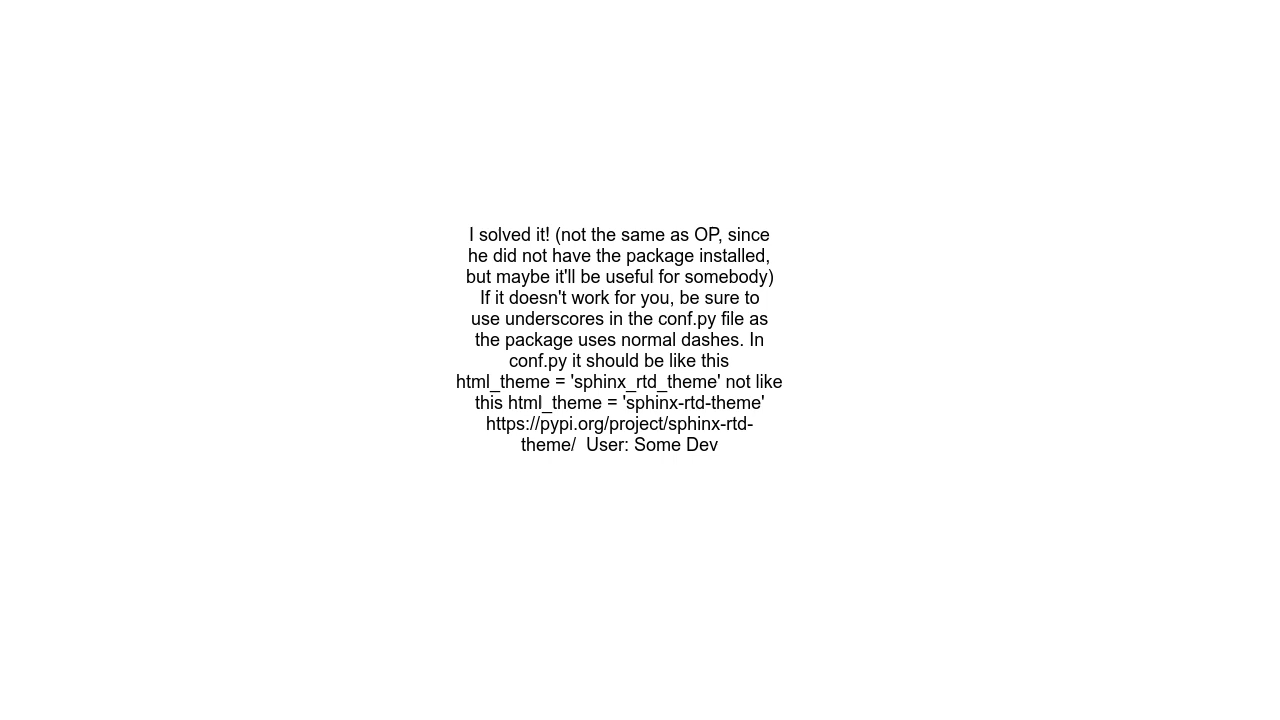 I solved it! (not the same as OP, since
he did not have the package installed,
but maybe it'll be useful for somebody)
If it doesn't work for you, be sure to
use underscores in the conf.py file as
the package uses normal dashes. In
conf.py it should be like this
html_theme = 'sphinx_rtd_theme' not like
this html_theme = 'sphinx-rtd-theme'
https://pypi.org/project/sphinx-rtd-
theme/  User: Some Dev